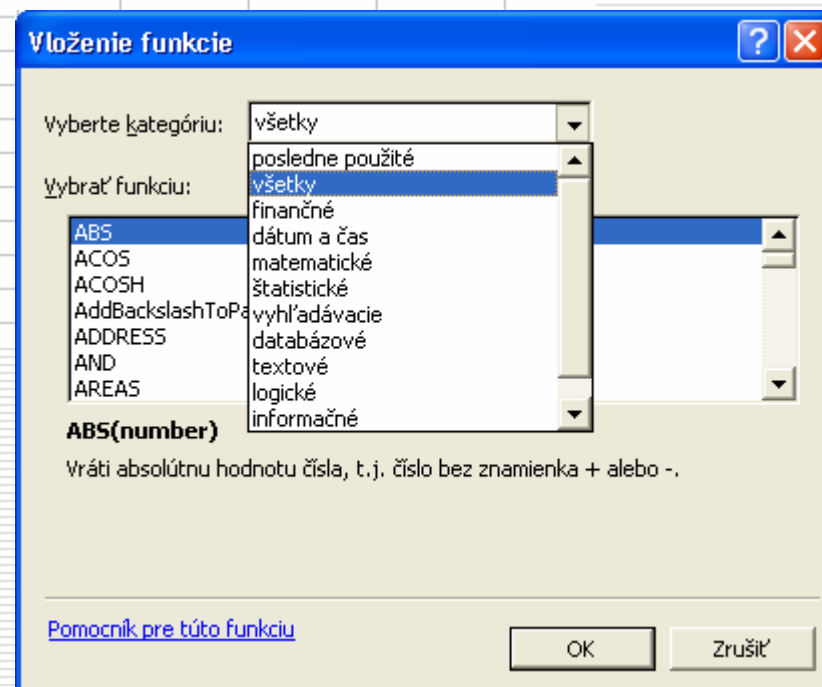 Vloženie funkcie
Vyberte kategóriu: všetky
posledne použité
všetky
finančné
dátum a čas
matematické
štatistické
vyhľadávacie
databázové
textové
logické
informačné
Vybrať funkciu:
ABS
ACOS
ACOSH
AddBackslashToPa
ADDRESS
AND
AREAS
ABS(number)
Vráti absolútnu hodnotu čísla, t.j. číslo bez znamienka + alebo -.
Pomocník pre túto funkciu
OK
Zrušiť